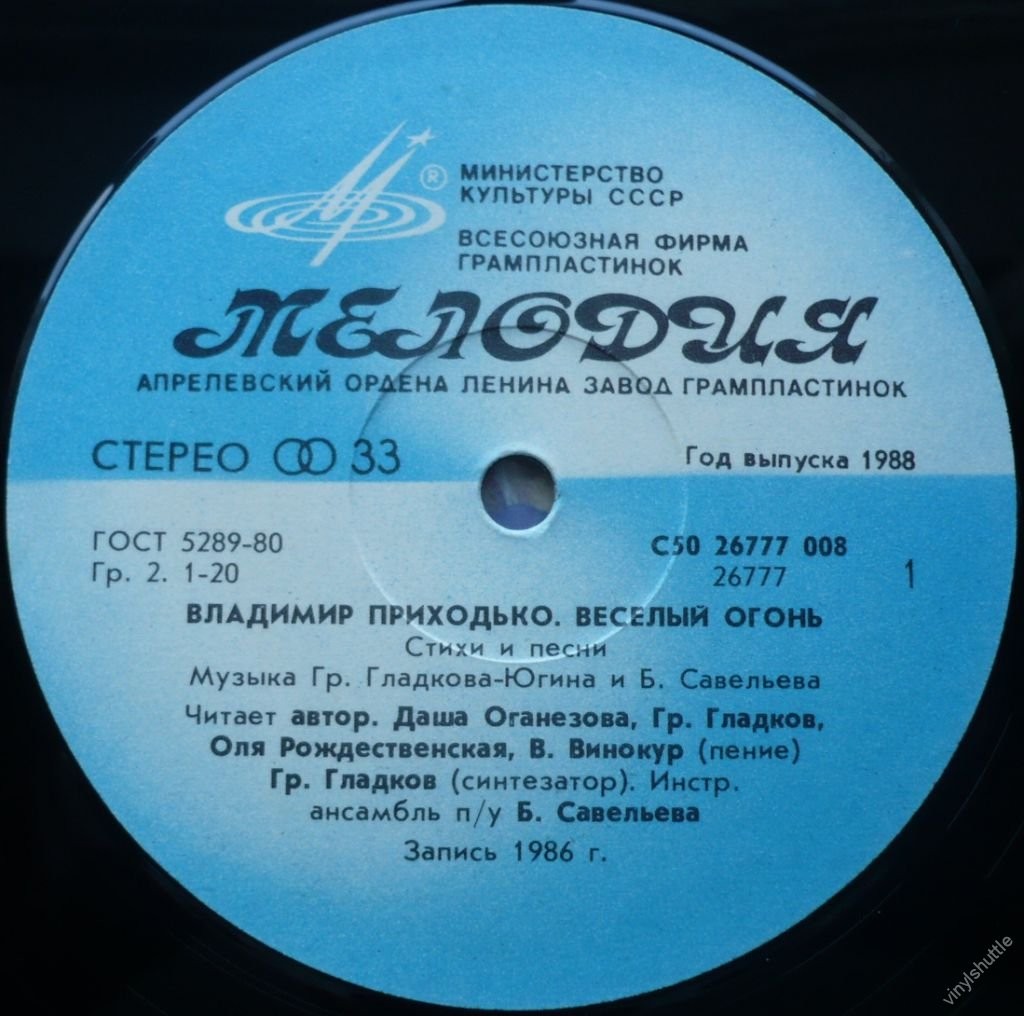 ®
МИНИСТЕРСТВО
КУЛЬТУРЫ СССР
ВСЕСОЮЗНАЯ ФИРМА
ГРАМПЛАСТИНОК
МЕЛОДИЯ
АПРЕЛЕВСКИЙ ОРДЕНА ЛЕНИНА ЗАВОД ГРАМПЛАСТИНОК
СТЕРЕО 33
Год выпуска 1988
ГОСТ 5289-80
Гр. 2. 1-20
С50 26777 008
26777
1
ВЛАДИМИР ПРИХОДЬКО. ВЕСЕЛЫЙ ОГОНЬ
Стихи и песни
Музыка Гр. Гладкова-Югина и Б. Савельева
Читает автор. Даша Оганезова, Гр. Гладков,
Оля Рождественская, В. Винокур (пение)
Гр. Гладков (синтезатор). Инстр.
ансамбль п/у Б. Савельева
Запись 1986 г.
vinylshuttle